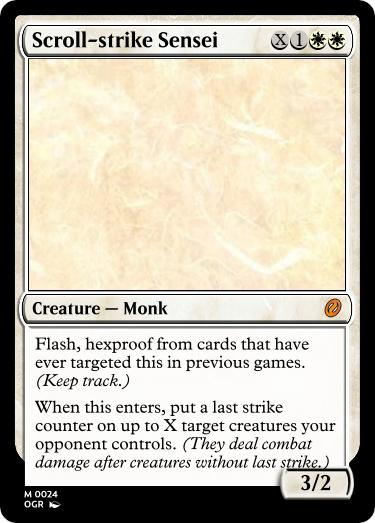 Scroll-strike Sensei X1
Creature — Monk
Flash, hexproof from cards that have
ever targeted this in previous games.
(Keep track.)
When this enters, put a last strike
counter on up to X target creatures your
opponent controls. (They deal combat
damage after creatures without last strike.)
3/2
M 0024
OGR